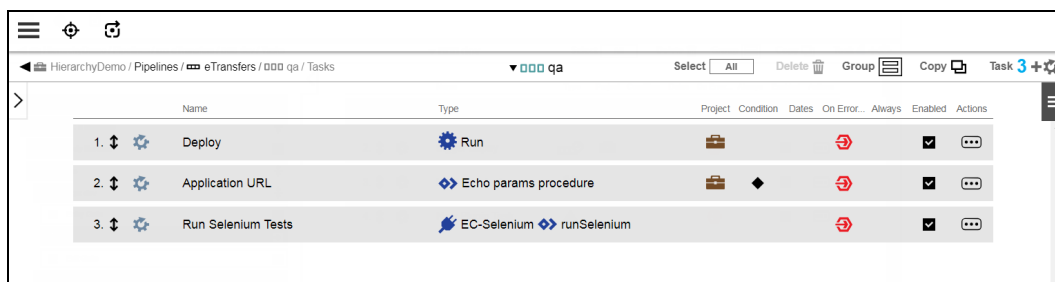 HierarchyDemo / Pipelines / eTransfers / qa / Tasks qa Select All Delete Group Copy Task 3
Name Type Project Condition Dates On Error... Always Enabled Actions
1. Deploy Run
2. Application URL Echo params procedure
3. Run Selenium Tests EC-Selenium runSelenium